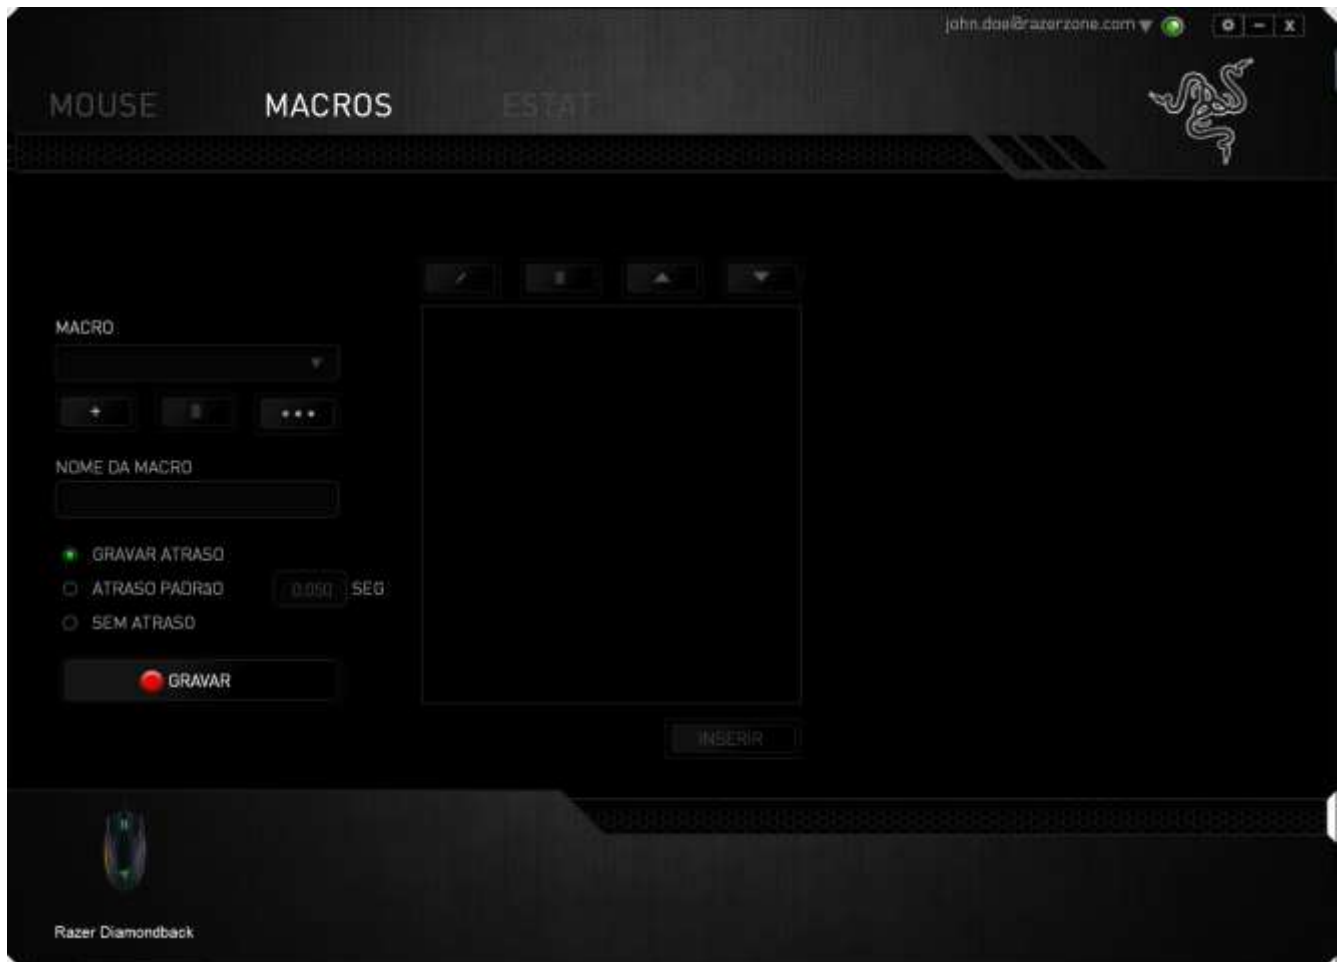 john.doe@razerzone.com
MOUSE
MACROS
ESTAT
MACRO
NOME DA MACRO
GRAVAR ATRASO
ATRASO PADRãO
0.050 SEG
SEM ATRASO
GRAVAR
INSERIR
Razer Diamondback